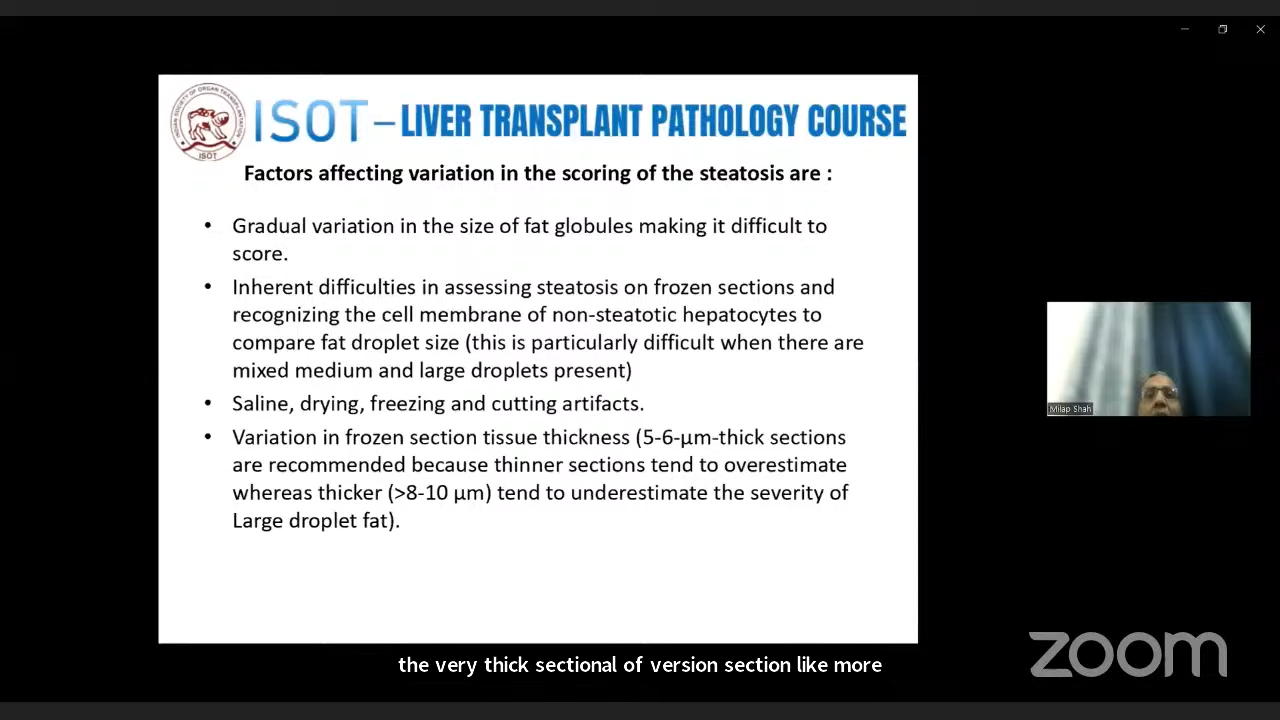 INDIAN SOCIETY OF ORGAN TRANSPLANTATION
ISOT
ISOT – LIVER TRANSPLANT PATHOLOGY COURSE
Factors affecting variation in the scoring of the steatosis are :
• Gradual variation in the size of fat globules making it difficult to
score.
• Inherent difficulties in assessing steatosis on frozen sections and
recognizing the cell membrane of non-steatotic hepatocytes to
compare fat droplet size (this is particularly difficult when there are
mixed medium and large droplets present)
• Saline, drying, freezing and cutting artifacts.
• Variation in frozen section tissue thickness (5-6-µm-thick sections
are recommended because thinner sections tend to overestimate
whereas thicker (>8-10 µm) tend to underestimate the severity of
Large droplet fat).
Milap Shah
the very thick sectional of version section like more
zoom